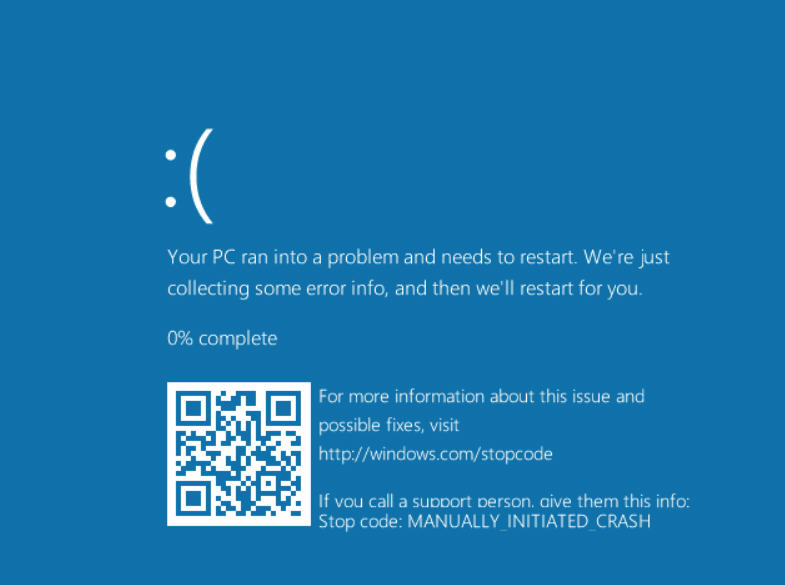 :(
Your PC ran into a problem and needs to restart. We're just
collecting some error info, and then we'll restart for you.
0% complete
For more information about this issue and
possible fixes, visit
http://windows.com/stopcode
If you call a support person, give them this info:
Stop code: MANUALLY_INITIATED_CRASH